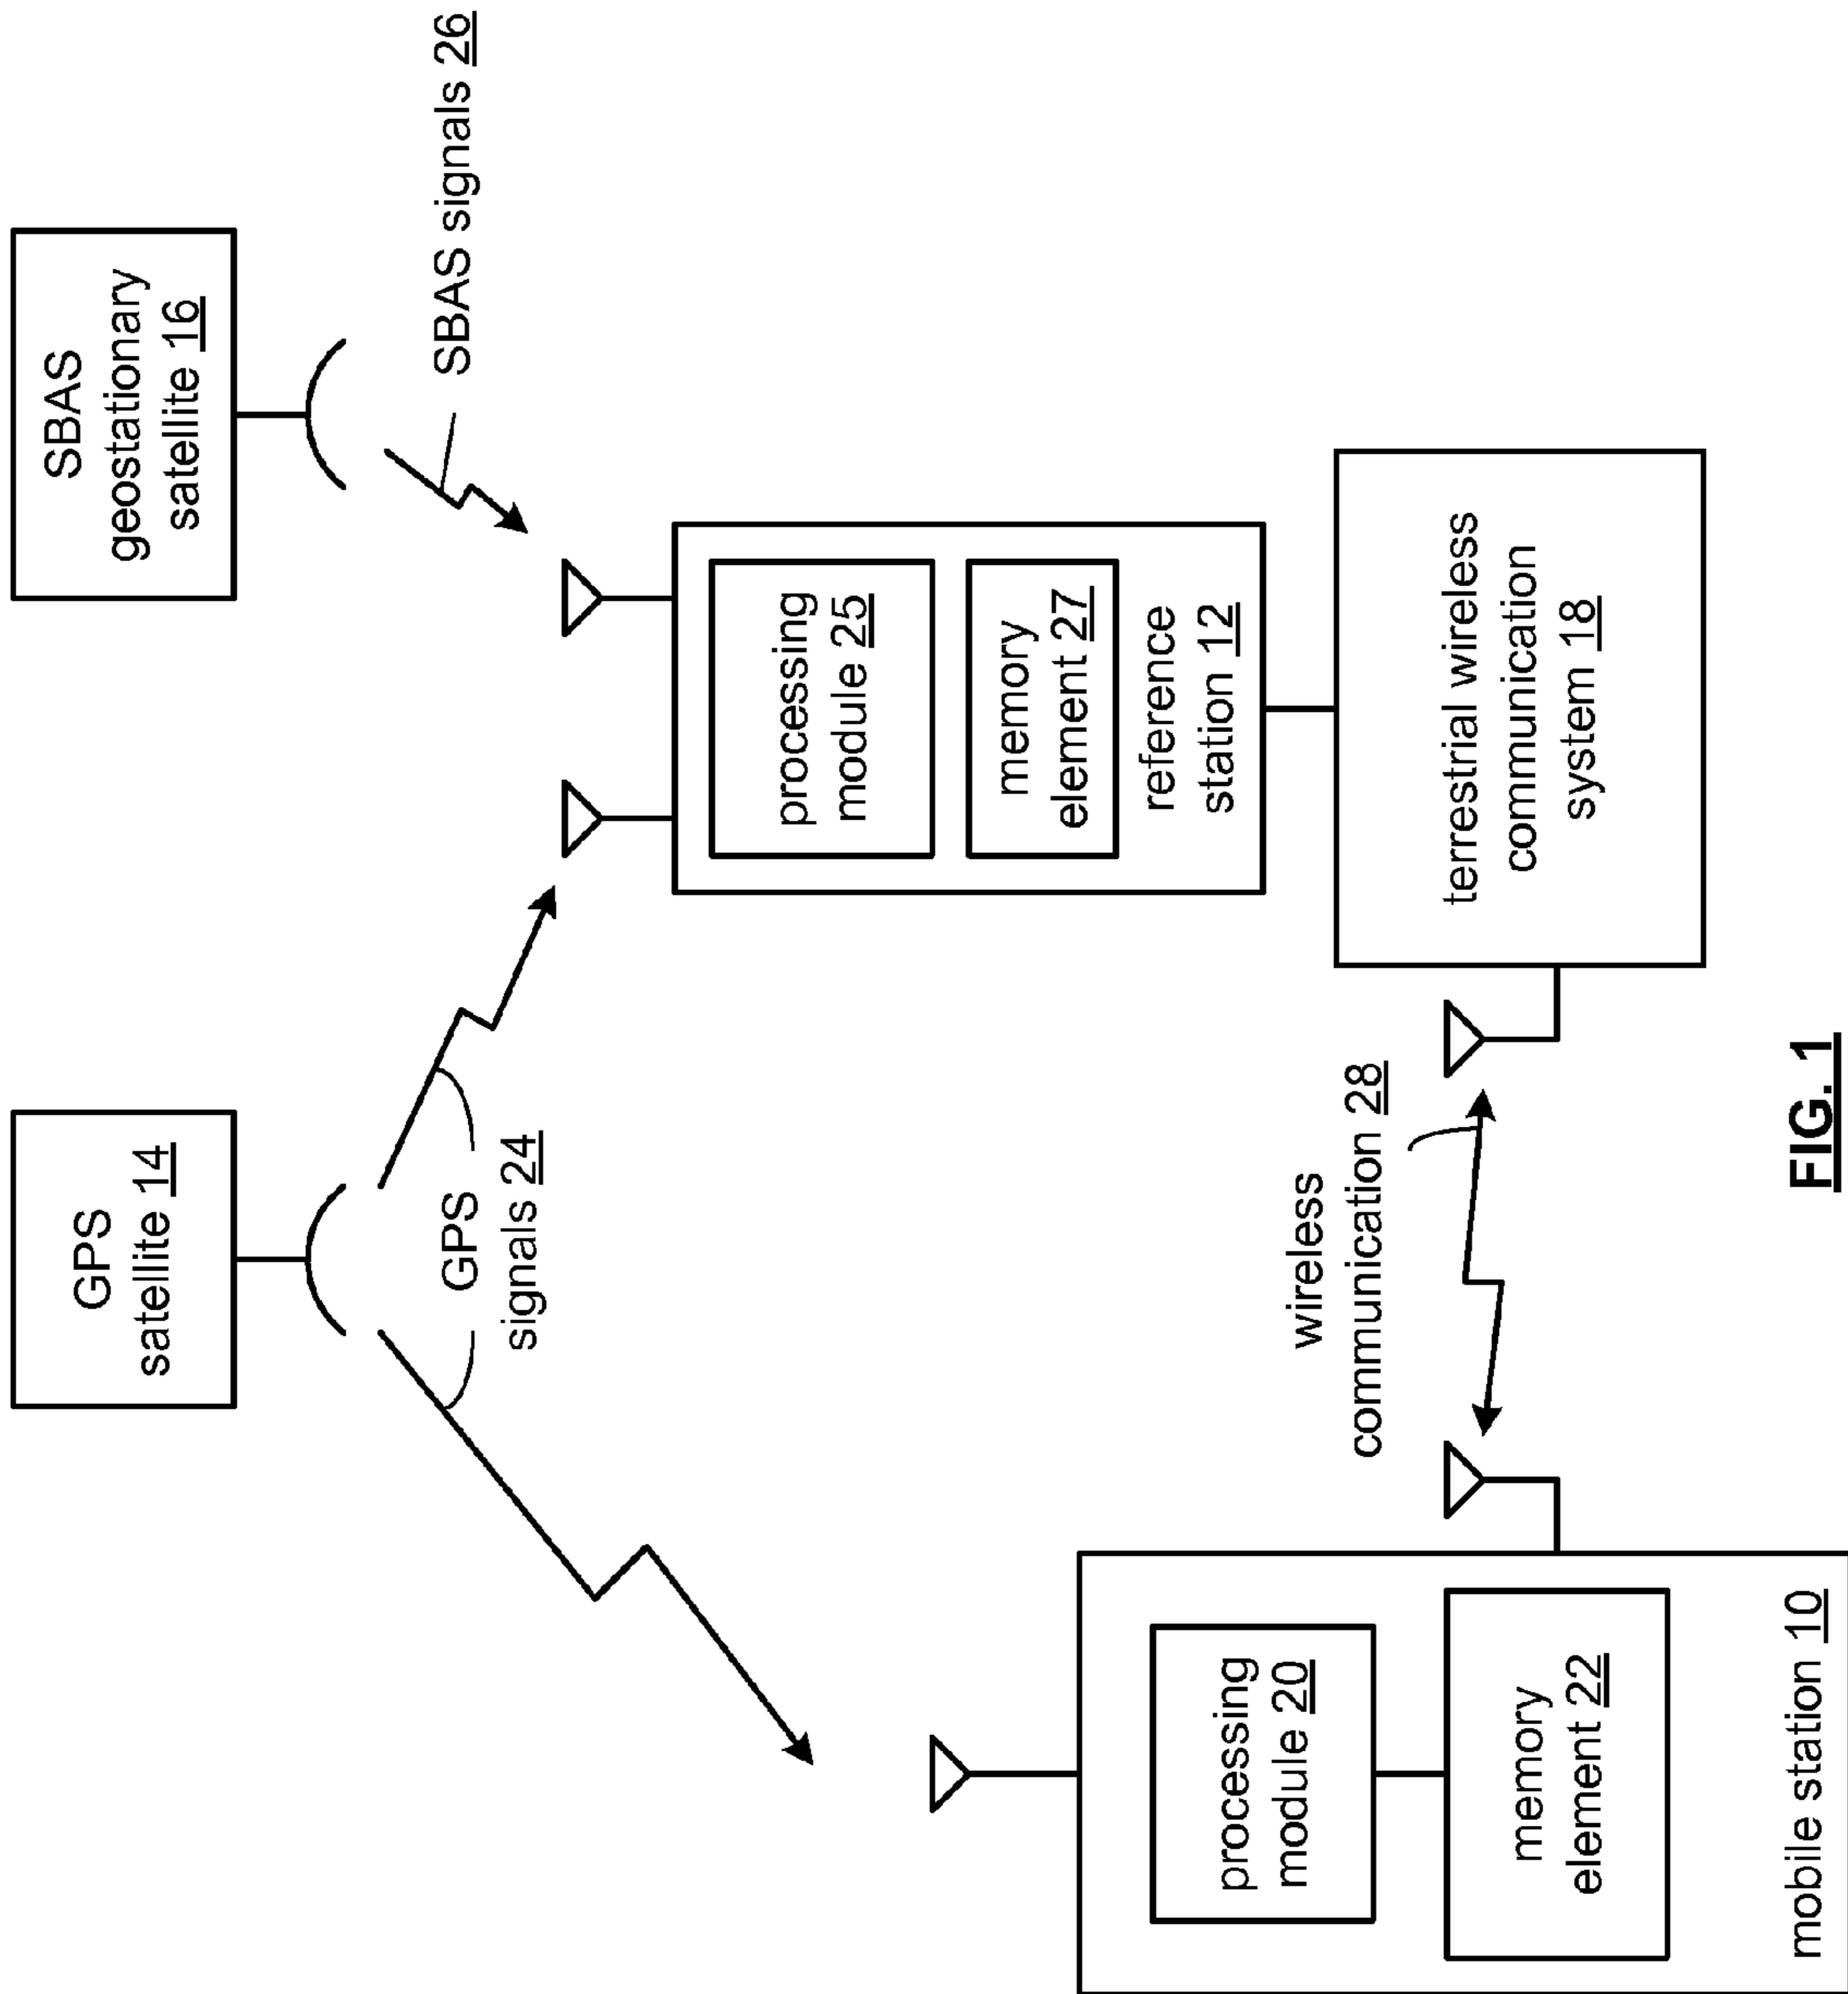 GPS
satellite 14
SBAS
geostationary
satellite 16
GPS
signals 24
SBAS signals 26
processing
module 25
memory
element 27
reference
station 12
processing
module 20
memory
element 22
mobile station 10
wireless
communication 28
terrestrial wireless
communication
system 18
FIG. 1